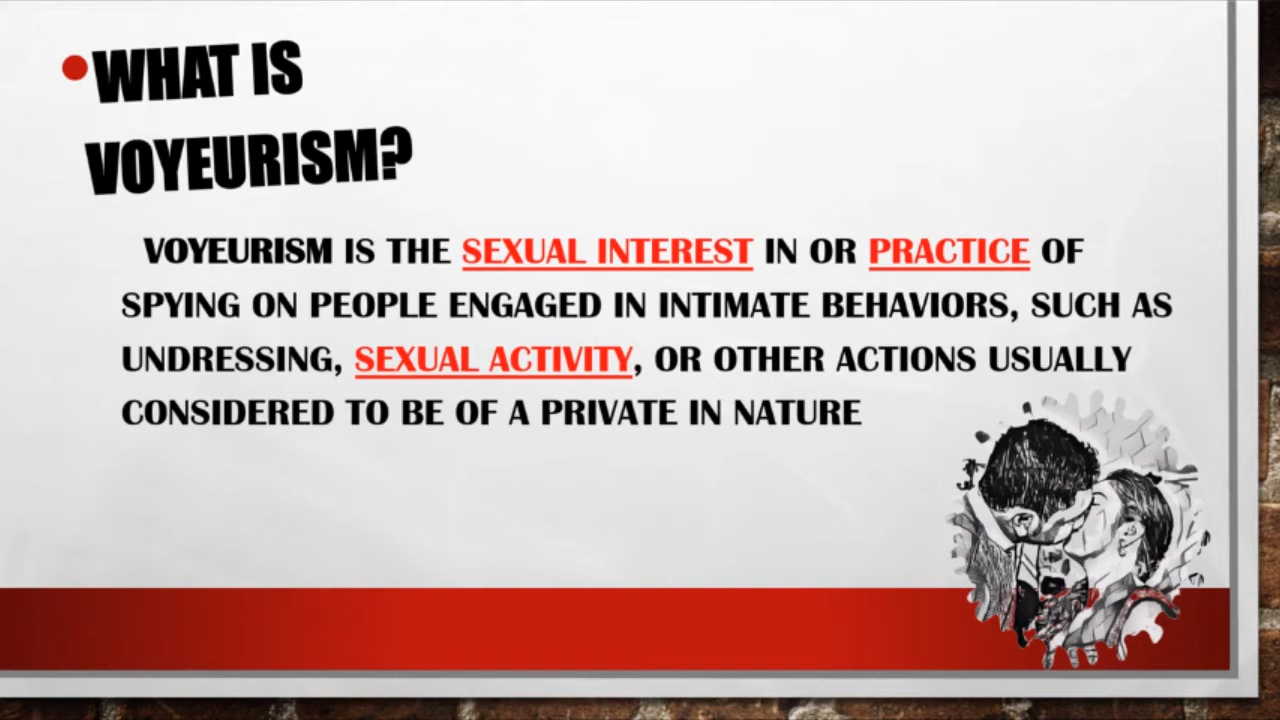 •WHAT IS
VOYEURISM?
VOYEURISM IS THE SEXUAL INTEREST IN OR PRACTICE OF
SPYING ON PEOPLE ENGAGED IN INTIMATE BEHAVIORS, SUCH AS
UNDRESSING, SEXUAL ACTIVITY, OR OTHER ACTIONS USUALLY
CONSIDERED TO BE OF A PRIVATE IN NATURE